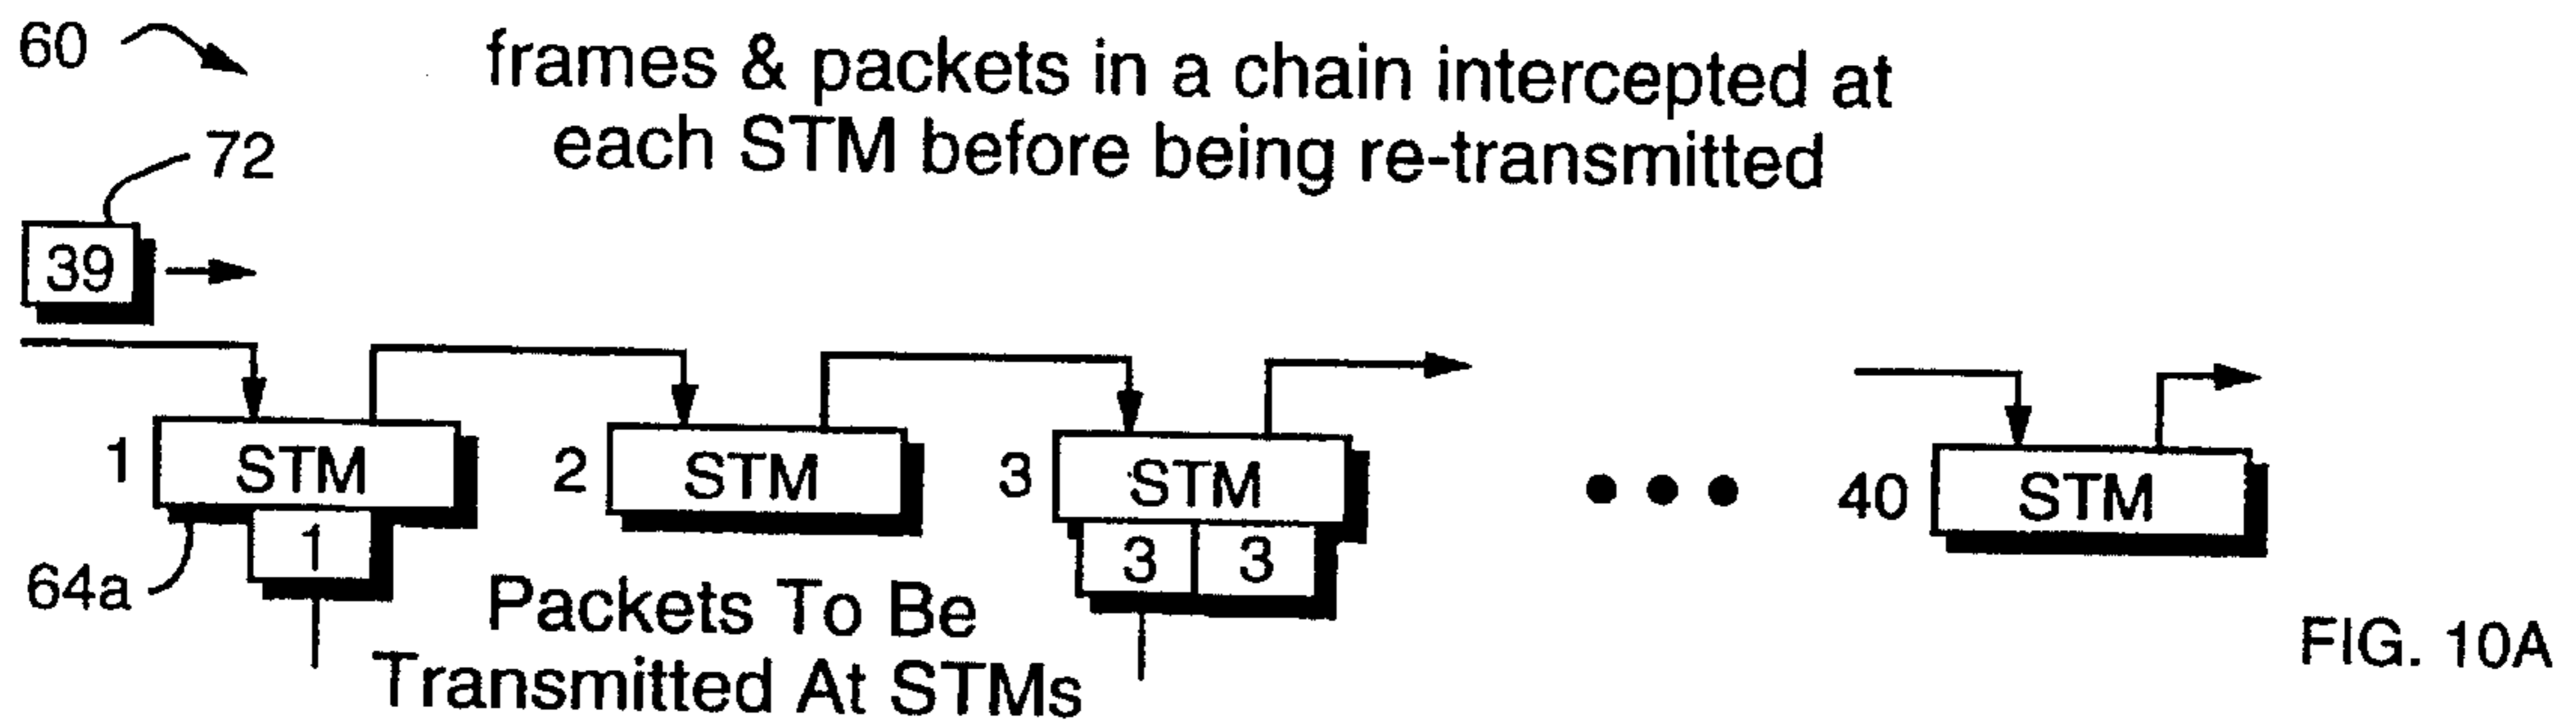 60
frames & packets in a chain intercepted at
each STM before being re-transmitted
72
39
1 STM
2 STM
3 STM
40 STM
1
3 3
64a
Packets To Be
Transmitted At STMs
FIG. 10A